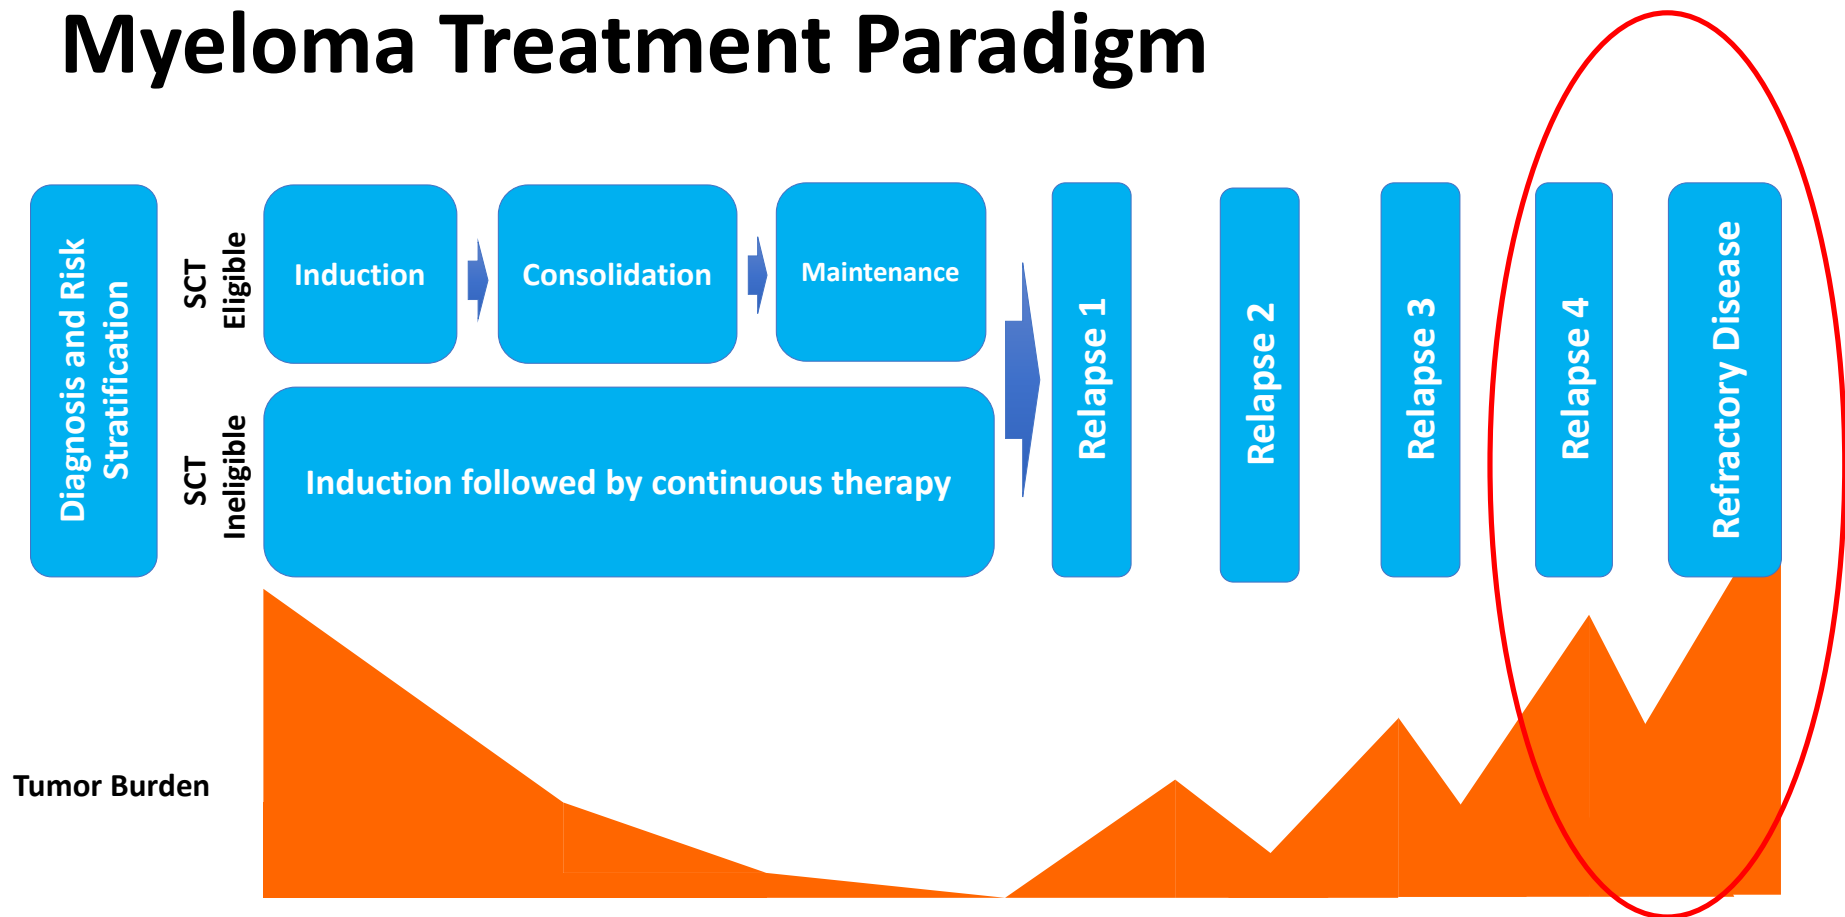 Myeloma Treatment Paradigm
Diagnosis and Risk
Stratification
SCT
Eligible
Induction
Consolidation
Maintenance
SCT
Ineligible
Induction followed by continuous therapy
Relapse 1
Relapse 2
Relapse 3
Relapse 4
Refractory Disease
Tumor Burden